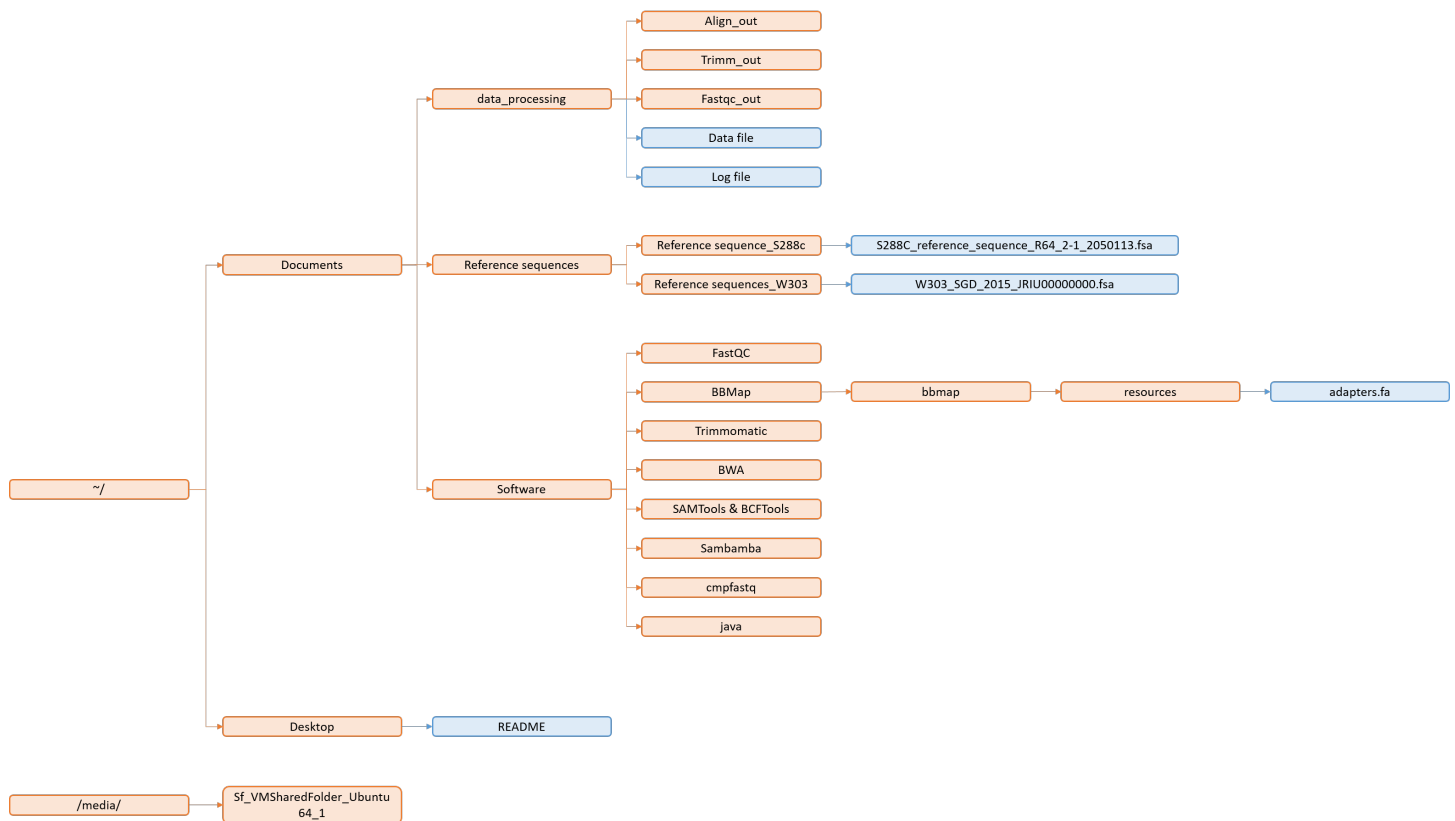 Align_out
Trimm_out
data_processing
Fastqc_out
Data file
Log file
Reference sequence_S288c
S288C_reference_sequence_R64_2-1_2050113.fsa
Documents
Reference sequences
Reference sequences_W303
W303_SGD_2015_JRIU00000000.fsa
FastQC
BBMap
bbmap
resources
adapters.fa
Trimmomatic
BWA
~/
Software
SAMTools & BCFTools
Sambamba
cmpfastq
java
Desktop
README
/media/
Sf_VMSharedFolder_Ubuntu
64_1